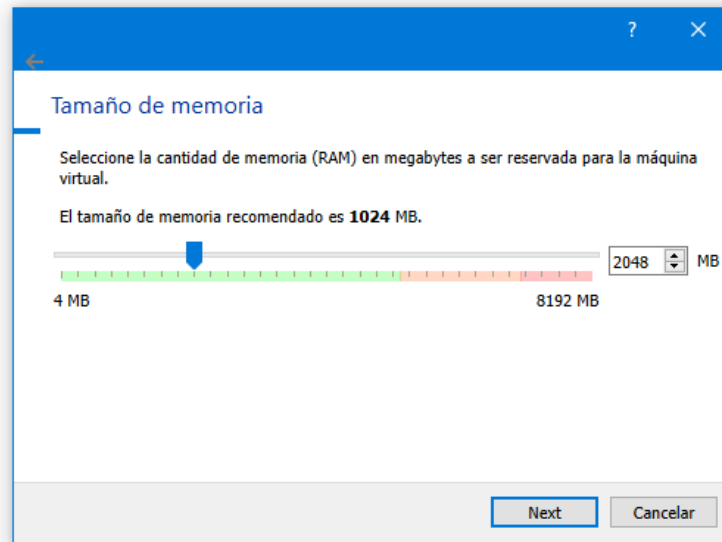 ?
Tamaño de memoria
Seleccione la cantidad de memoria (RAM) en megabytes a ser reservada para la máquina
virtual.
El tamaño de memoria recomendado es 1024 MB.
2048 MB
4 MB 8192 MB
Next Cancelar